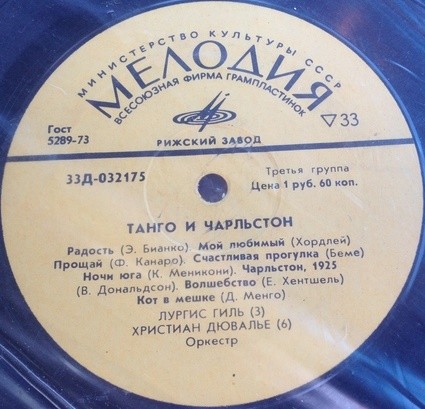 МИНИСТЕРСТВО КУЛЬТУРЫ СССР
МЕЛОДИЯ
ВСЕСОЮЗНАЯ ФИРМА ГРАМПЛАСТИНОК
Гост
5289-73
▽33
РИЖСКИЙ ЗАВОД
33Д-032175
Третья группа
Цена 1 руб. 60 коп.
ТАНГО И ЧАРЛЬСТОН
Радость (Э. Бианко). Мой любимый (Хордлей)
Прощай (Ф. Канаро). Счастливая прогулка (Беме)
Ночи юга (К. Меникони). Чарльстон, 1925
(В. Дональдсон). Волшебство (Е. Хентшель)
Кот в мешке (Д. Менго)
ЛУРГИС ГИЛЬ (3)
ХРИСТИАН ДЮВАЛЬЕ (6)
Оркестр